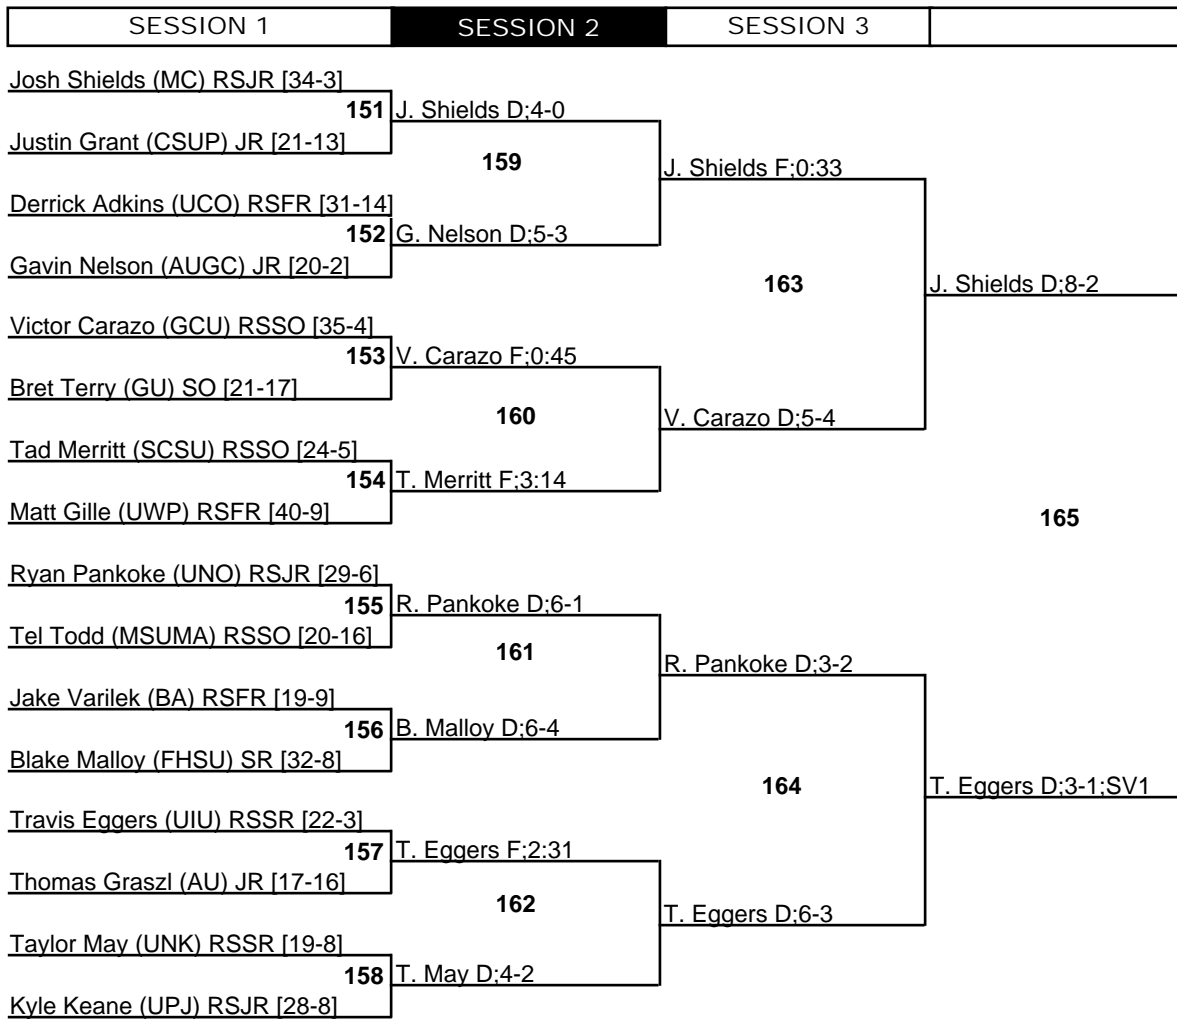 SESSION 1
SESSION 2
SESSION 3
Josh Shields (MC) RSJR [34-3]
151
J. Shields D;4-0
Justin Grant (CSUP) JR [21-13]
159
J. Shields F;0:33
Derrick Adkins (UCO) RSFR [31-14]
152
G. Nelson D;5-3
Gavin Nelson (AUGC) JR [20-2]
163
J. Shields D;8-2
Victor Carazo (GCU) RSSO [35-4]
153
V. Carazo F;0:45
Bret Terry (GU) SO [21-17]
160
V. Carazo D;5-4
Tad Merritt (SCSU) RSSO [24-5]
154
T. Merritt F;3:14
Matt Gille (UWP) RSFR [40-9]
165
Ryan Pankoke (UNO) RSJR [29-6]
155
R. Pankoke D;6-1
Tel Todd (MSUMA) RSSO [20-16]
161
R. Pankoke D;3-2
Jake Varilek (BA) RSFR [19-9]
156
B. Malloy D;6-4
Blake Malloy (FHSU) SR [32-8]
164
T. Eggers D;3-1;SV1
Travis Eggers (UIU) RSSR [22-3]
157
T. Eggers F;2:31
Thomas Graszl (AU) JR [17-16]
162
T. Eggers D;6-3
Taylor May (UNK) RSSR [19-8]
158
T. May D;4-2
Kyle Keane (UPJ) RSJR [28-8]